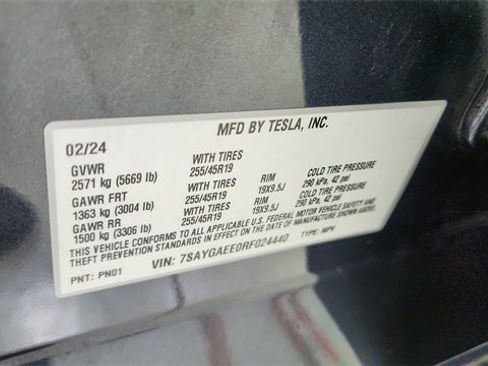 MFD BY TESLA, INC.
02/24
GVWR WITH TIRES
2571 kg (5669 lb) 255/45R19 RIM COLD TIRE PRESSURE
GAWR FRT WITH TIRES 19X9.5J 290 kPa, 42 psi
1363 kg (3004 lb) 255/45R19 RIM COLD TIRE PRESSURE
GAWR RR WITH TIRES 19X9.5J 290 kPa, 42 psi
1500 kg (3306 lb) 255/45R19
THIS VEHICLE CONFORMS TO ALL APPLICABLE U.S. FEDERAL MOTOR VEHICLE SAFETY AND
THEFT PREVENTION STANDARDS IN EFFECT ON THE DATE OF MANUFACTURE SHOWN ABOVE.
PNT: PN01 VIN: 7SAYGAEE0RF024440 TYPE: MPV